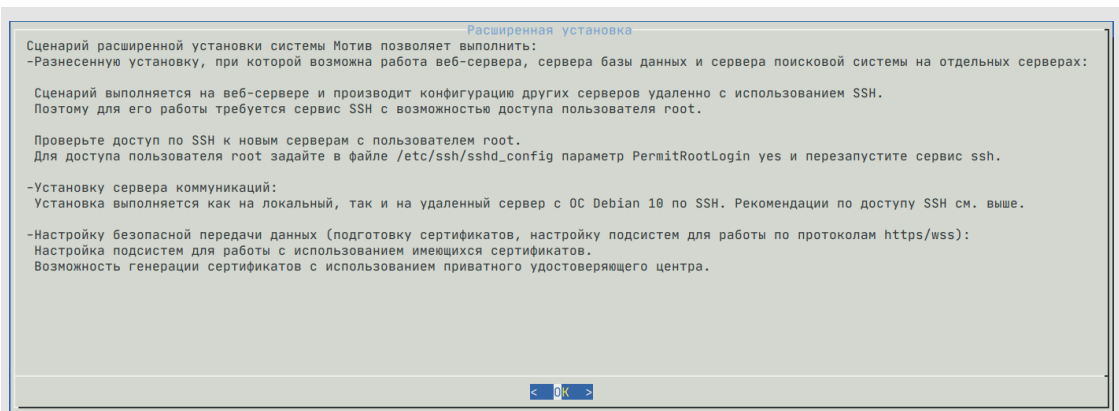 Расширенная установка
Сценарий расширенной установки системы Мотив позволяет выполнить:
-Разнесенную установку, при которой возможна работа веб-сервера, сервера базы данных и сервера поисковой системы на отдельных серверах:
Сценарий выполняется на веб-сервере и производит конфигурацию других серверов удаленно с использованием SSH.
Поэтому для его работы требуется сервис SSH с возможностью доступа пользователя root.
Проверьте доступ по SSH к новым серверам с пользователем root.
Для доступа пользователя root задайте в файле /etc/ssh/sshd_config параметр PermitRootLogin yes и перезапустите сервис ssh.
-Установку сервера коммуникаций:
Установка выполняется как на локальный, так и на удаленный сервер с ОС Debian 10 по SSH. Рекомендации по доступу SSH см. выше.
-Настройку безопасной передачи данных (подготовку сертификатов, настройку подсистем для работы по протоколам https/wss):
Настройка подсистем для работы с использованием имеющихся сертификатов.
Возможность генерации сертификатов с использованием приватного удостоверяющего центра.
< OK >